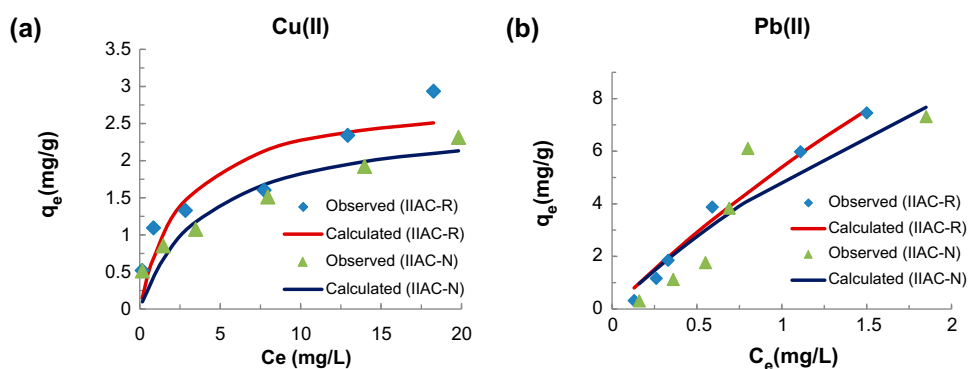 (a)
Cu(II)
3.5
3
2.5
2
1.5
1
0.5
0
0
5
10
15
20
qe(mg/g)
Ce (mg/L)
Observed (IIAC-R)
Calculated (IIAC-R)
Observed (IIAC-N)
Calculated (IIAC-N)
(b)
Pb(II)
8
6
4
2
0
0
0.5
1
1.5
2
qe(mg/g)
Ce(mg/L)
Observed (IIAC-R)
Calculated (IIAC-R)
Observed (IIAC-N)
Calculated (IIAC-N)